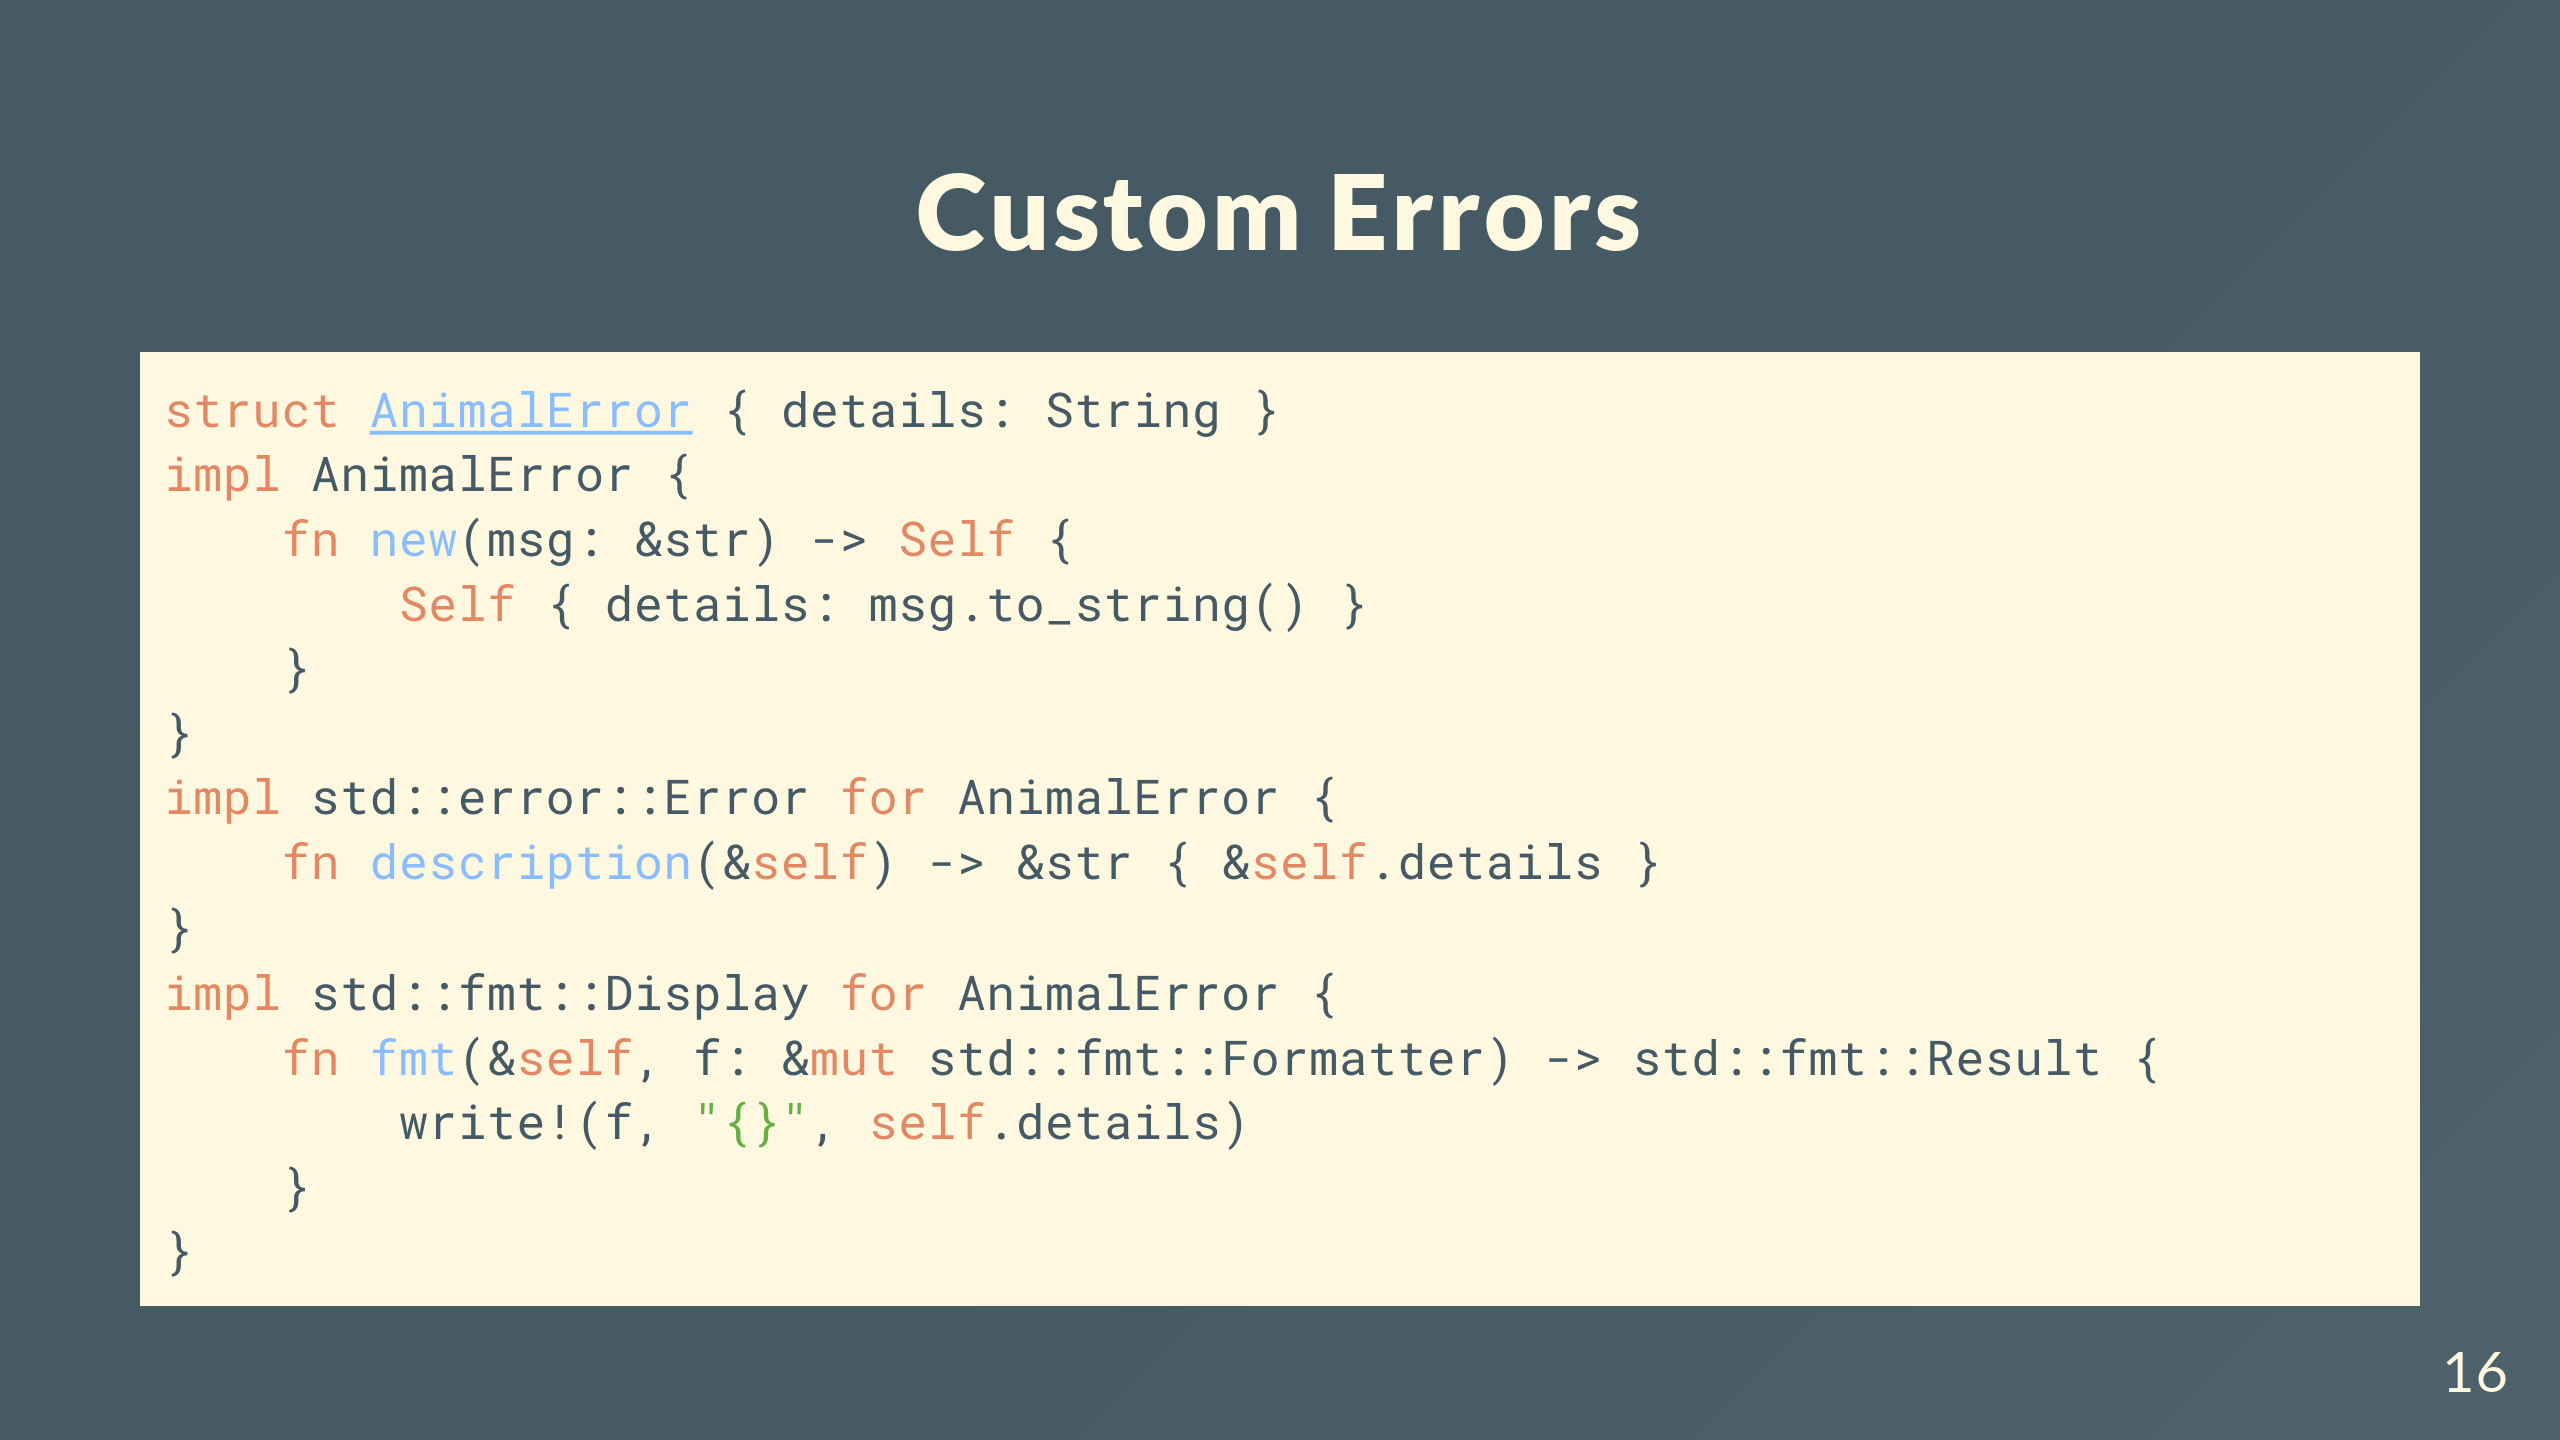 Custom Errors
struct AnimalError { details: String }
impl AnimalError {
    fn new(msg: &str) -> Self {
        Self { details: msg.to_string() }
    }
}
impl std::error::Error for AnimalError {
    fn description(&self) -> &str { &self.details }
}
impl std::fmt::Display for AnimalError {
    fn fmt(&self, f: &mut std::fmt::Formatter) -> std::fmt::Result {
        write!(f, "{}", self.details)
    }
}
16